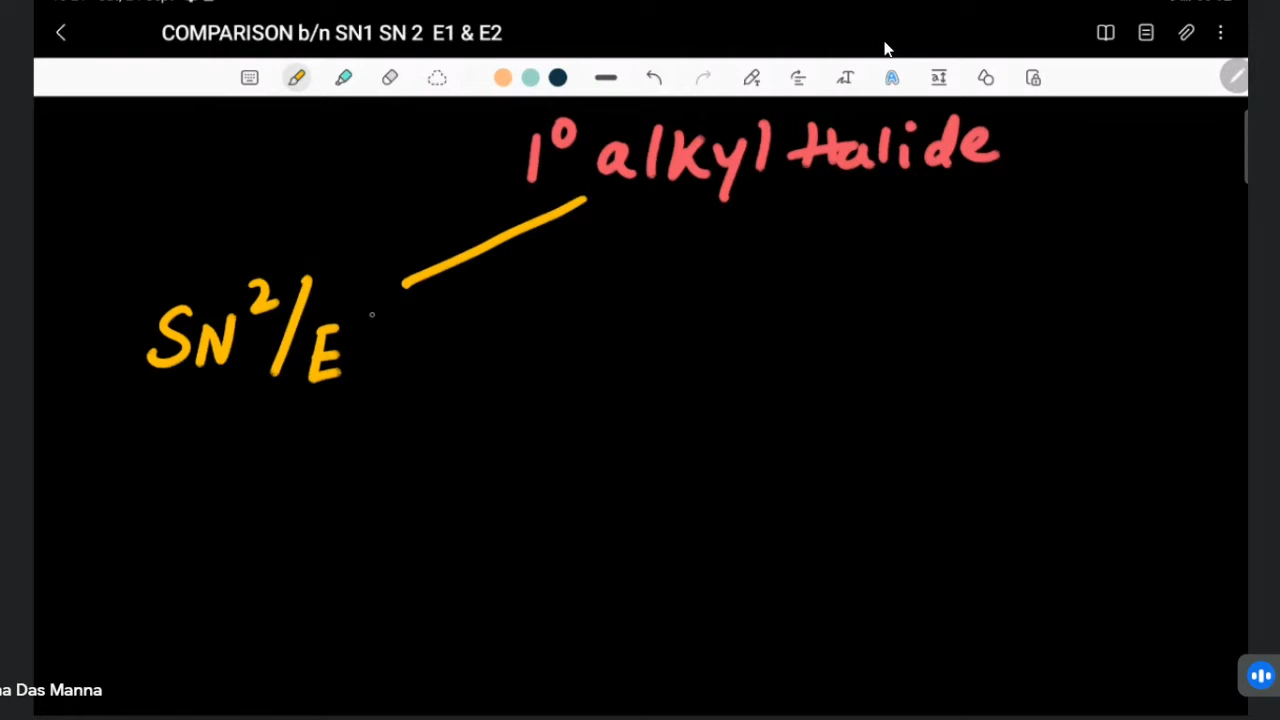 COMPARISON b/n SN1 SN 2 E1 & E2
1° alkyl Halide
SN²/E
Das Manna